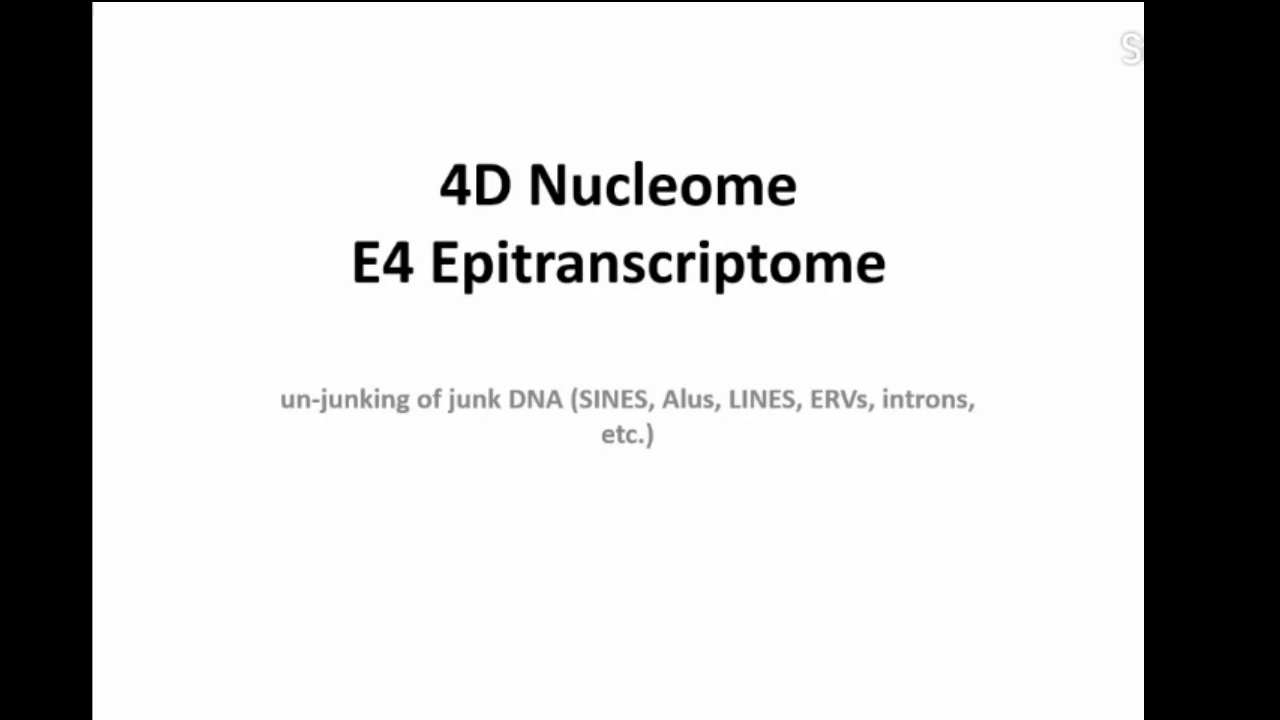 S
4D Nucleome
E4 Epitranscriptome
un-junking of junk DNA (SINES, Alus, LINES, ERVs, introns,
etc.)